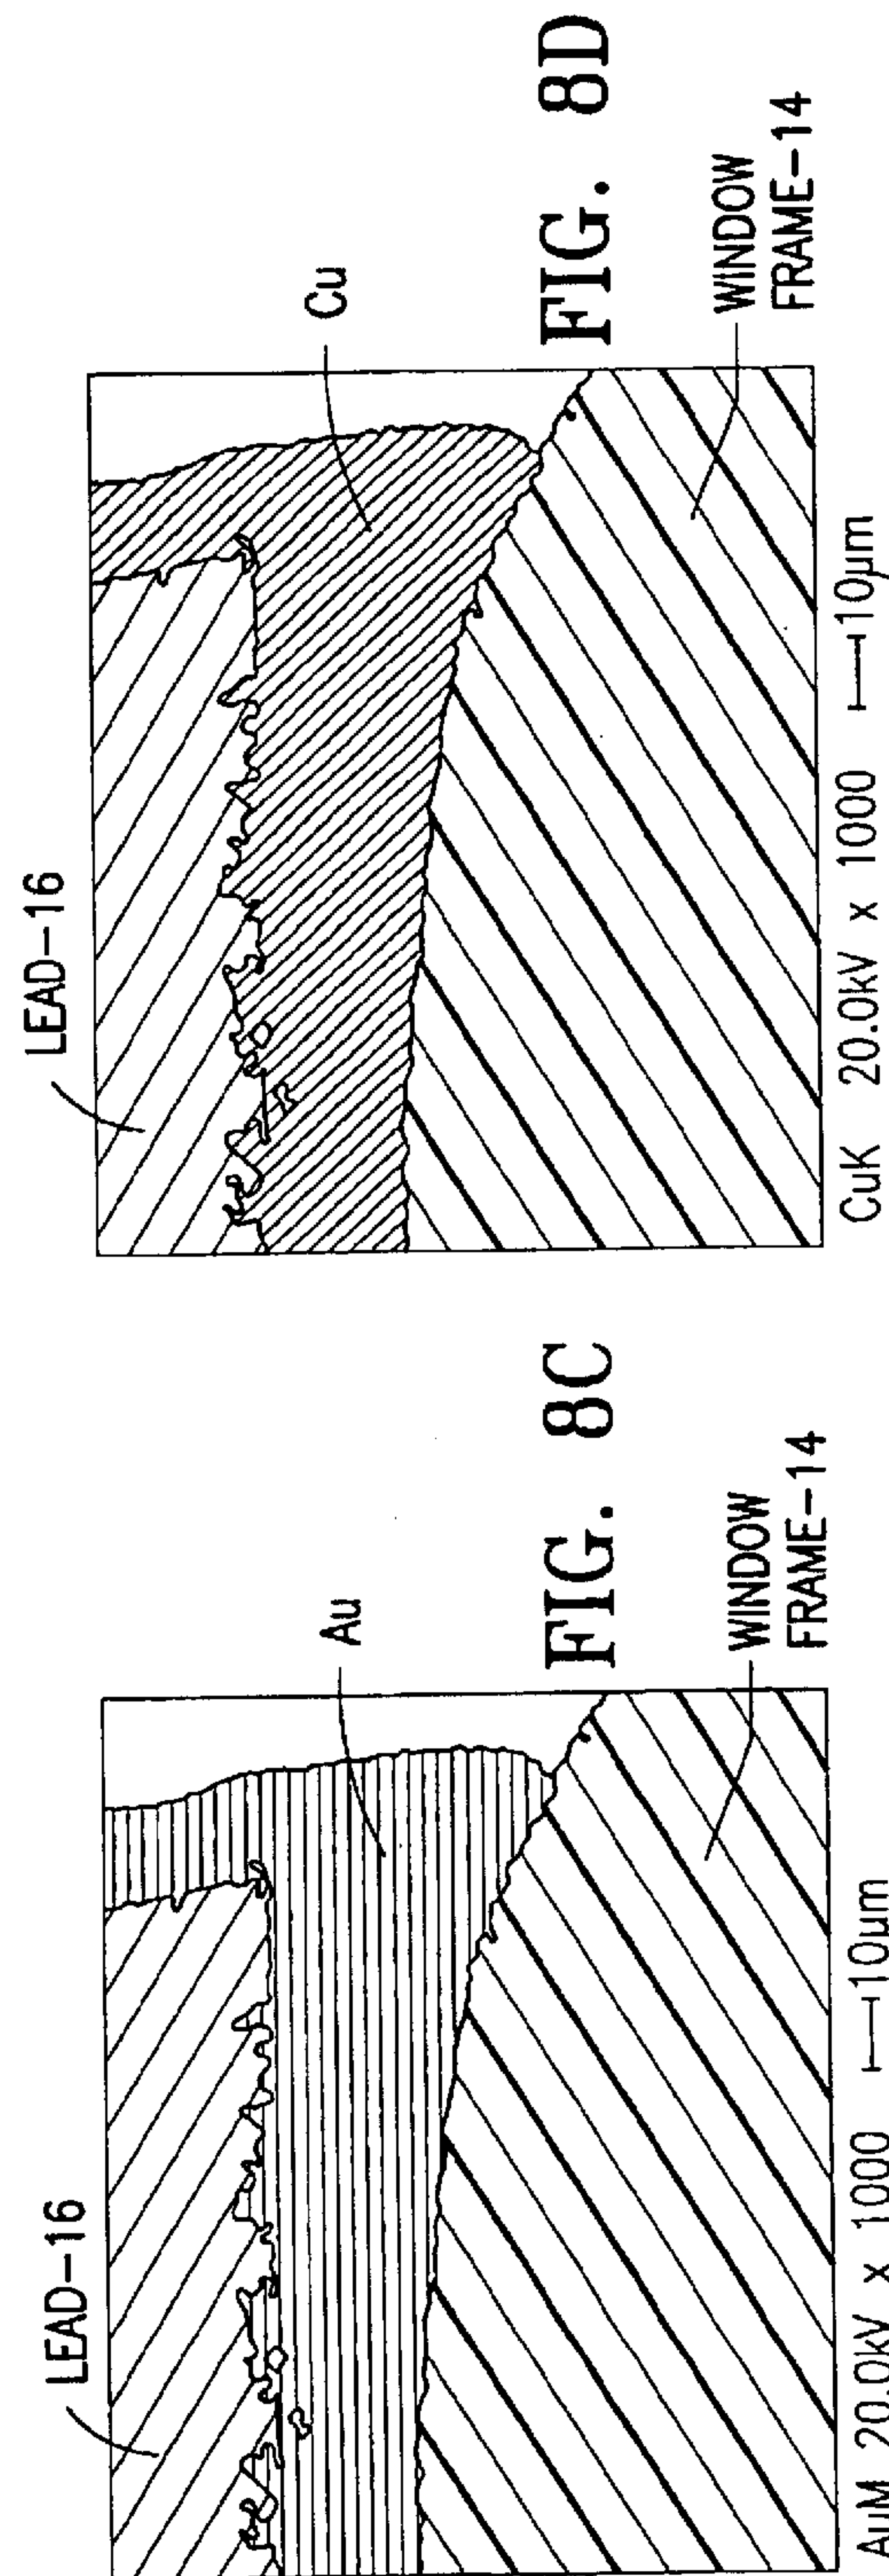 LEAD-16
Au
FIG. 8C
WINDOW
FRAME-14
AuM 20.0kV x 1000 10µm
LEAD-16
Cu
FIG. 8D
WINDOW
FRAME-14
CuK 20.0kV x 1000 10µm